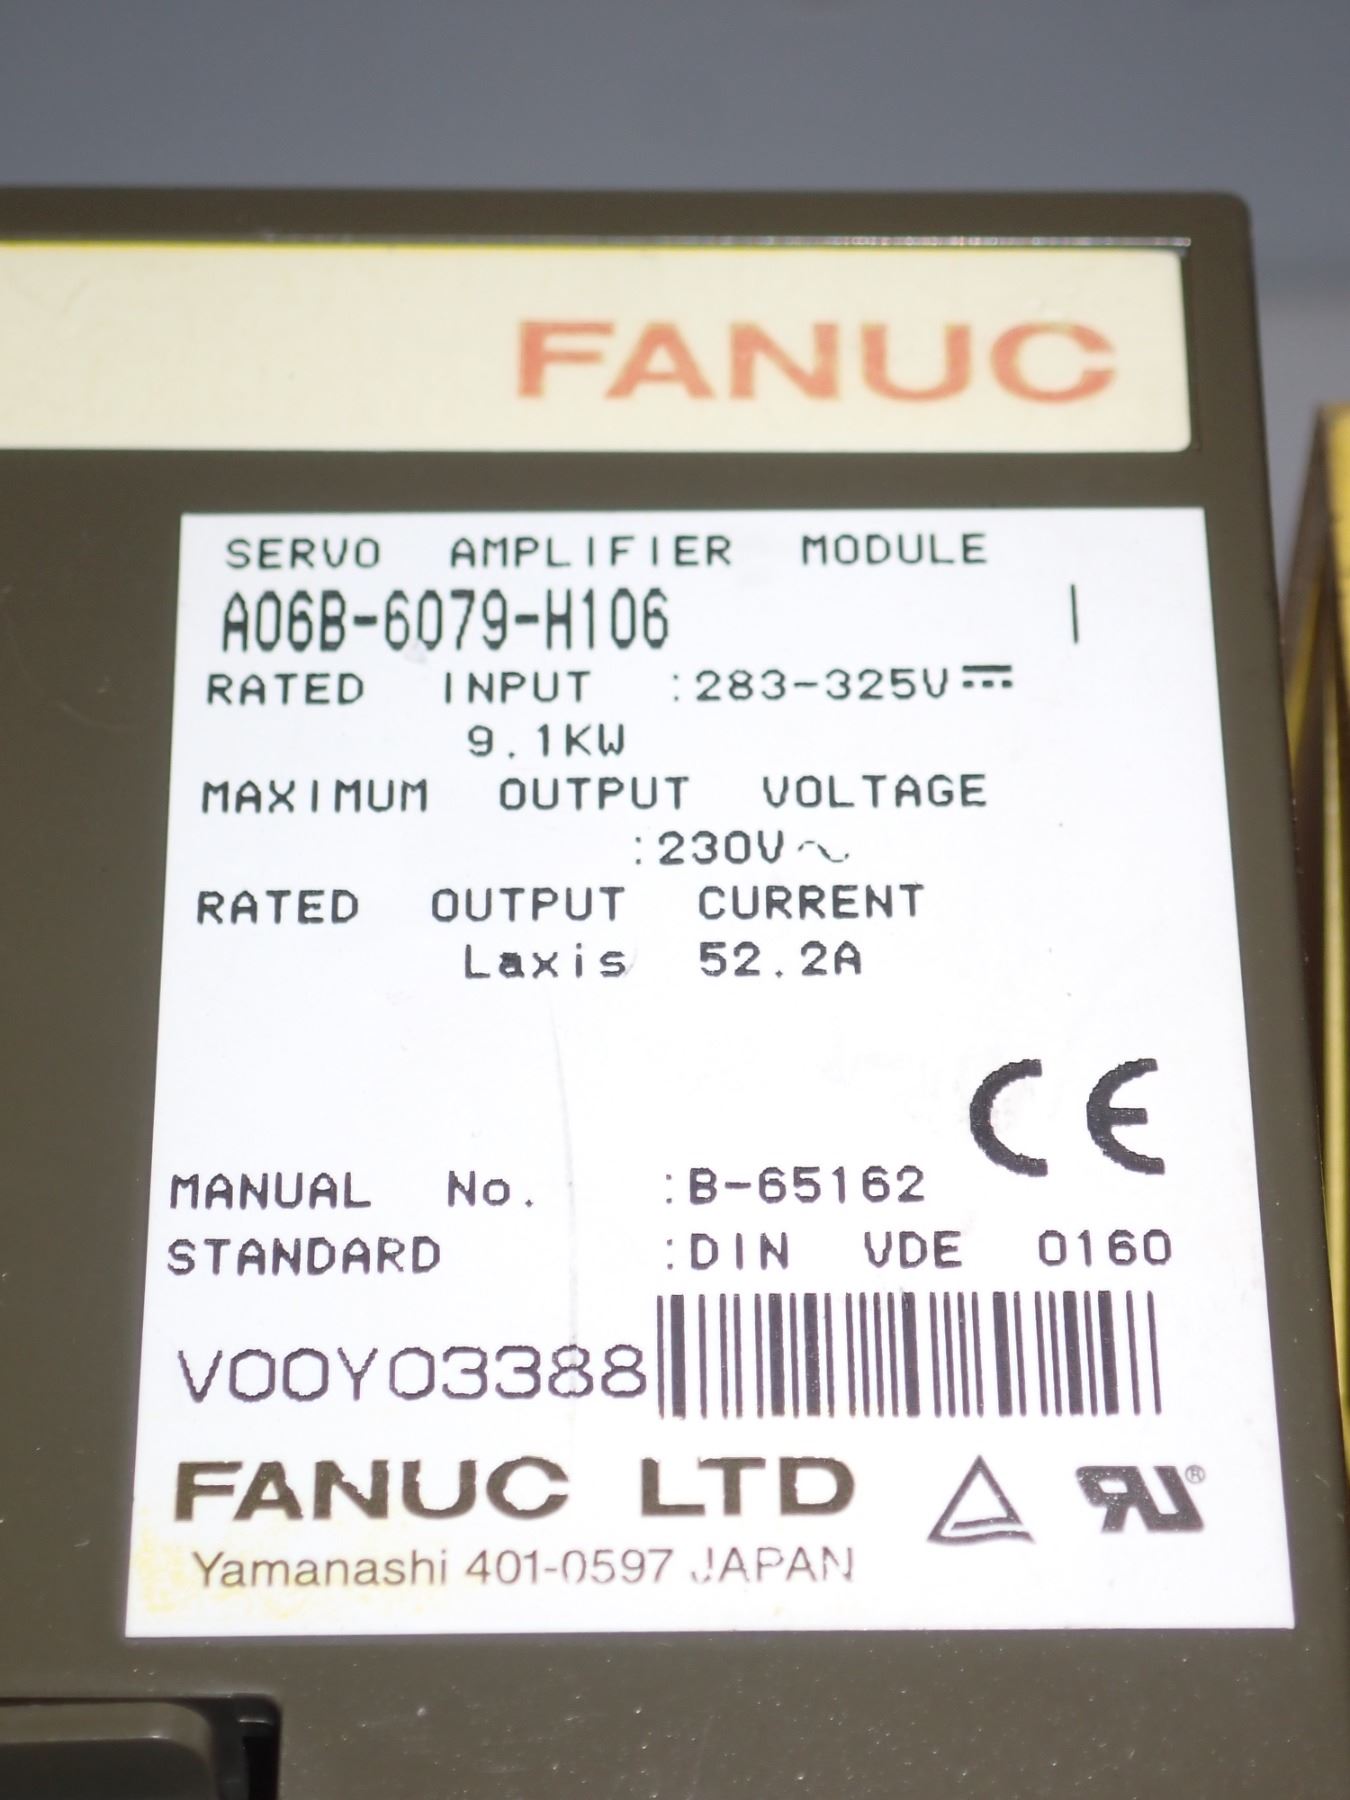 FANUC
SERVO AMPLIFIER MODULE
A06B-6079-H106 I
RATED INPUT :283-325V⎓
9.1KW
MAXIMUM OUTPUT VOLTAGE
:230V~
RATED OUTPUT CURRENT
Laxis 52.2A
CE
MANUAL No. :B-65162
STANDARD :DIN VDE 0160
V00Y03388
FANUC LTD
Yamanashi 401-0597 JAPAN